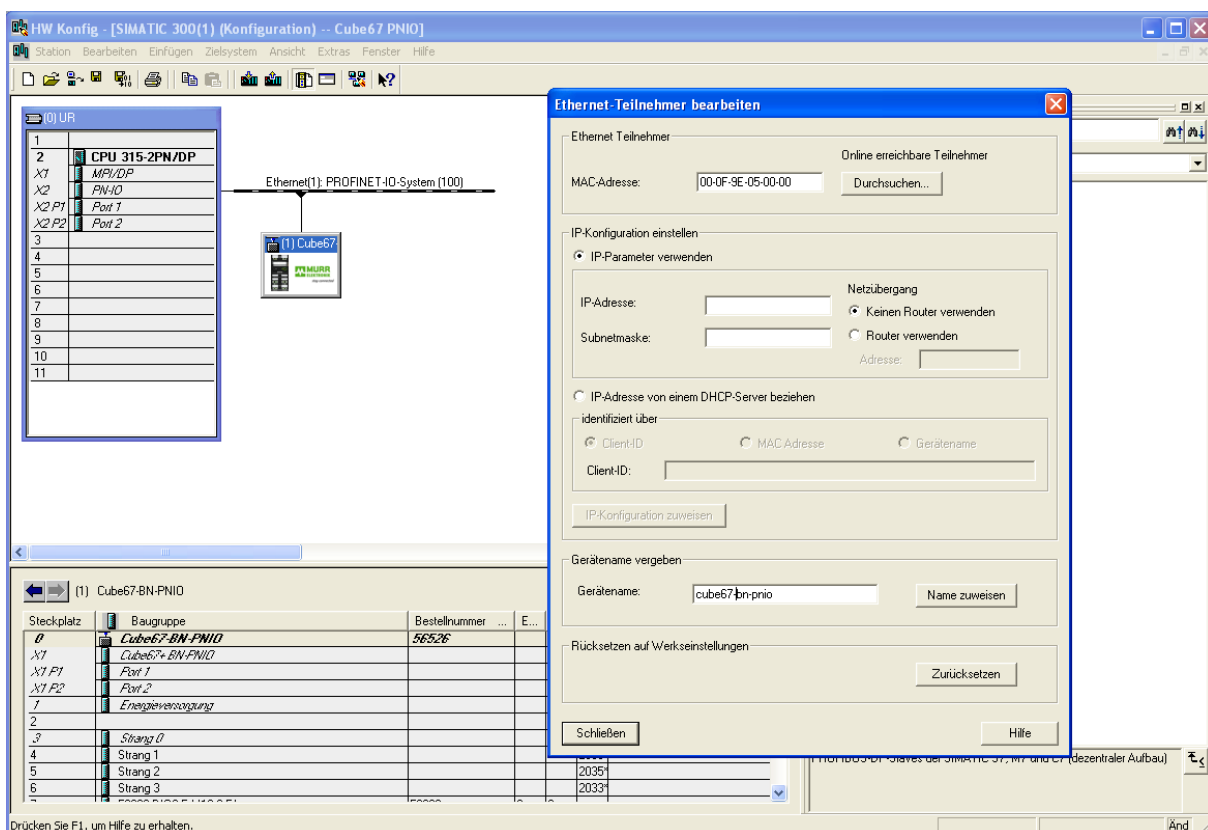 HW Konfig - [SIMATIC 300(1) (Konfiguration) -- Cube67 PNIO]
Station Bearbeiten Einfügen Zielsystem Ansicht Extras Fenster Hilfe
(0) UR
1
2 CPU 315-2PN/DP
X1 MPI/DP
X2 PN-IO
X2 P1 Port 1
X2 P2 Port 2
3
4
5
6
7
8
9
10
11
Ethernet(1): PROFINET-IO-System (100)
(1) Cube67-
MURR
Ethernet-Teilnehmer bearbeiten
Ethernet Teilnehmer
Online erreichbare Teilnehmer
MAC-Adresse: 00-0F-9E-05-00-00 Durchsuchen...
IP-Konfiguration einstellen
IP-Parameter verwenden
Netzübergang
IP-Adresse: Keinen Router verwenden
Subnetmaske: Router verwenden
Adresse:
IP-Adresse von einem DHCP-Server beziehen
identifiziert über
Client-ID MAC Adresse Gerätename
Client-ID:
IP-Konfiguration zuweisen
Gerätename vergeben
Gerätename: cube67-bn-pnio Name zuweisen
Rücksetzen auf Werkseinstellungen
Zurücksetzen
Schließen Hilfe
(1) Cube67-BN-PNIO
Steckplatz Baugruppe Bestellnummer ... E...
0 Cube67-BN-PNIO 56526
X1 Cube67+ BN-PNIO
X1 P1 Port 1
X1 P2 Port 2
1 Energieversorgung
2
3 Strang 0
4 Strang 1
5 Strang 2 2035*
6 Strang 3 2033*
PROFIBUS-DP-Slaves der SIMATIC S7, M7 und C7 (dezentraler Aufbau)
Drücken Sie F1, um Hilfe zu erhalten. Änd